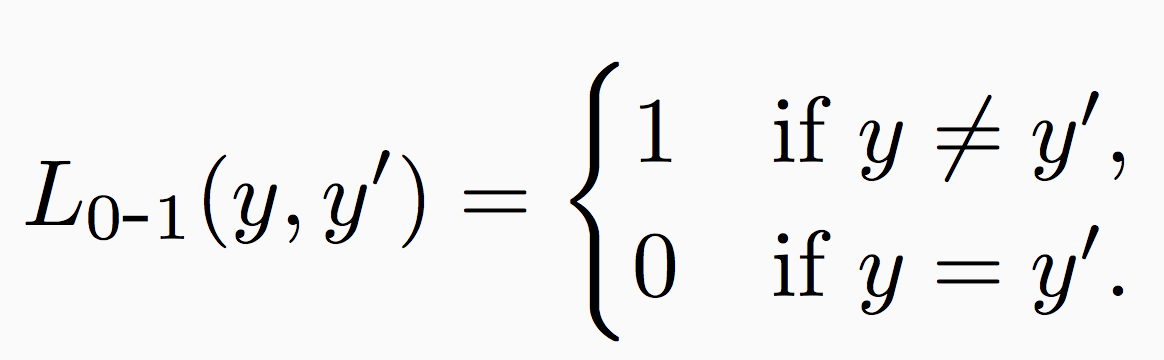 L₀-₁(y, y′) = { 1 if y ≠ y′,
0 if y = y′.